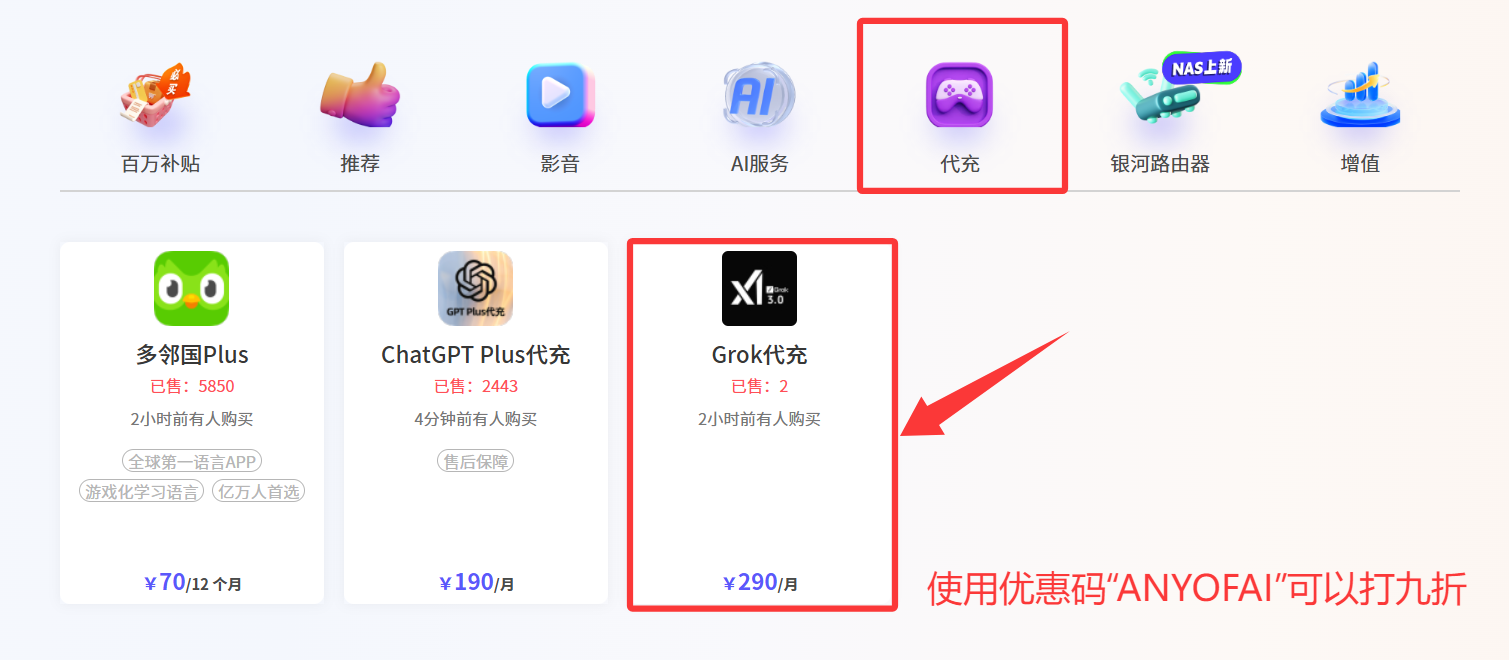 必买
NAS上新
AI
百万补贴
推荐
影音
AI服务
代充
银河路由器
增值
GPT Plus代充
Grok
3.0
多邻国Plus
已售：5850
2小时前有人购买
全球第一语言APP
游戏化学习语言 亿万人首选
￥70/12 个月
ChatGPT Plus代充
已售：2443
4分钟前有人购买
售后保障
￥190/月
Grok代充
已售：2
2小时前有人购买
￥290/月
使用优惠码“ANYOFAI”可以打九折